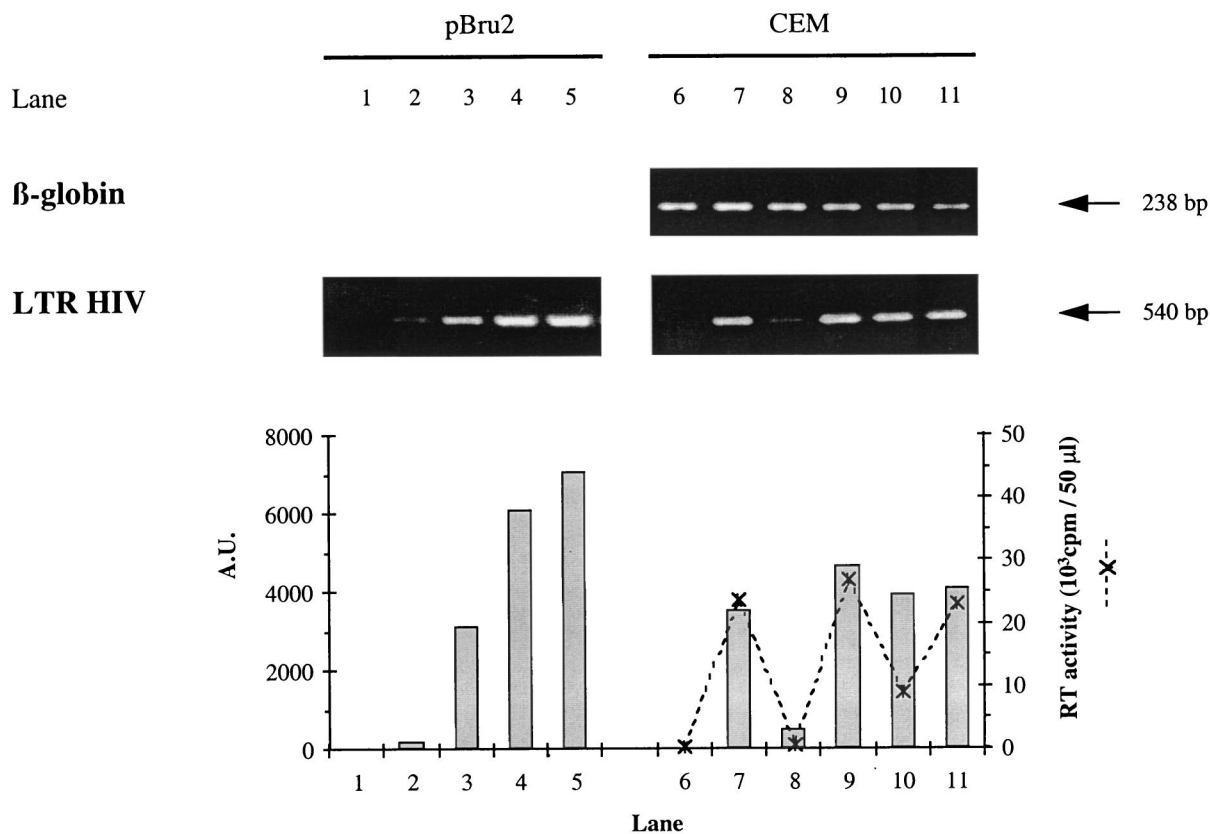 pBru2 CEM
Lane 1 2 3 4 5 6 7 8 9 10 11
ß-globin 238 bp
LTR HIV 540 bp
8000
6000
4000
2000
0
A.U.
50
40
30
20
10
0
RT activity (10³cpm / 50 µl)
1 2 3 4 5 6 7 8 9 10 11
Lane